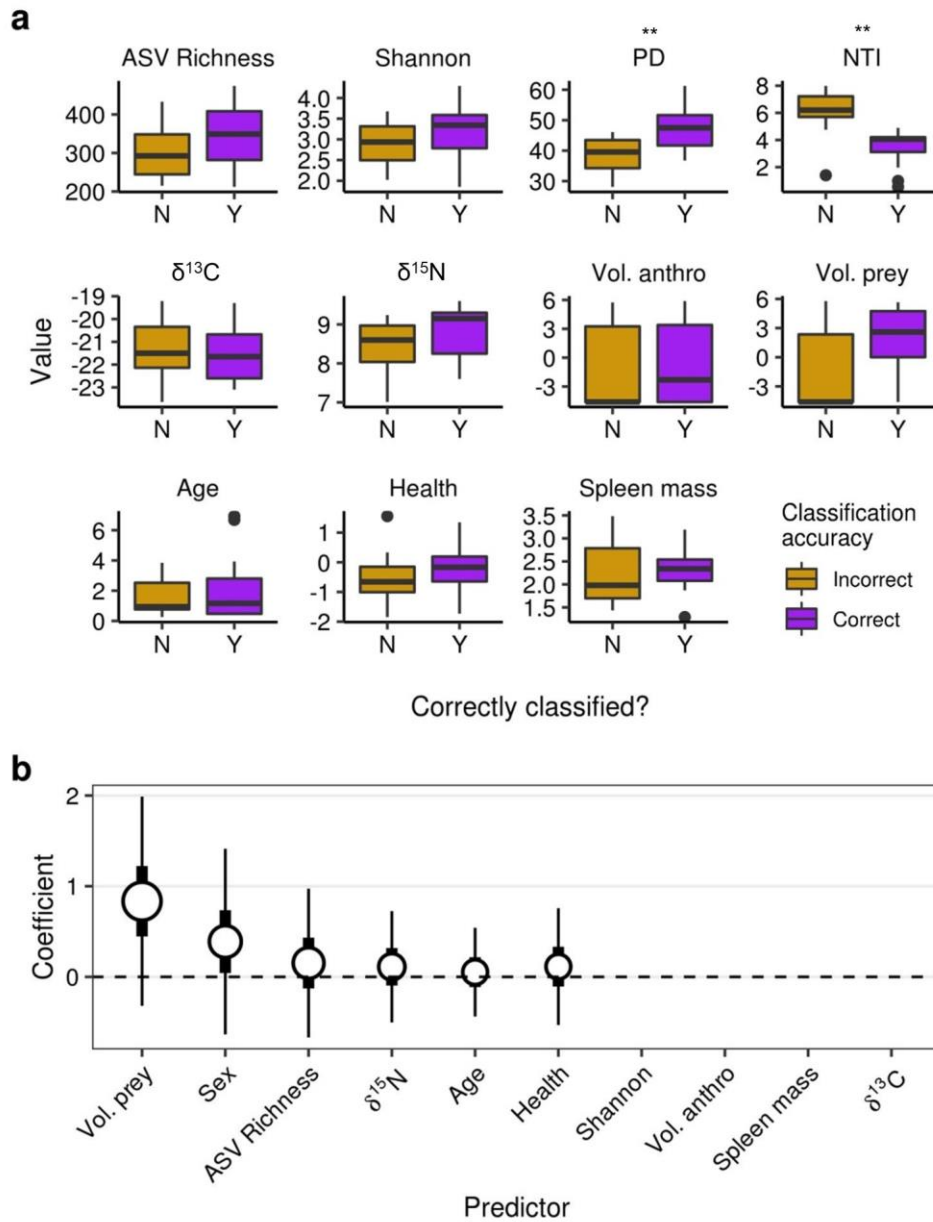 a
** **
ASV Richness Shannon PD NTI
400
300
200
N Y
4.0
3.5
3.0
2.5
2.0
N Y
60
50
40
30
N Y
8
6
4
2
N Y
Value
δ¹³C δ¹⁵N Vol. anthro Vol. prey
-19
-20
-21
-22
-23
N Y
9
8
7
N Y
6
3
0
-3
N Y
6
3
0
-3
N Y
Age Health Spleen mass
6
4
2
0
N Y
1
0
-1
-2
N Y
3.5
3.0
2.5
2.0
1.5
N Y
Classification
accuracy
Incorrect
Correct
Correctly classified?
b
Coefficient
2
1
0
Vol. prey
Sex
ASV Richness
δ¹⁵N
Age
Health
Shannon
Vol. anthro
Spleen mass
δ¹³C
Predictor